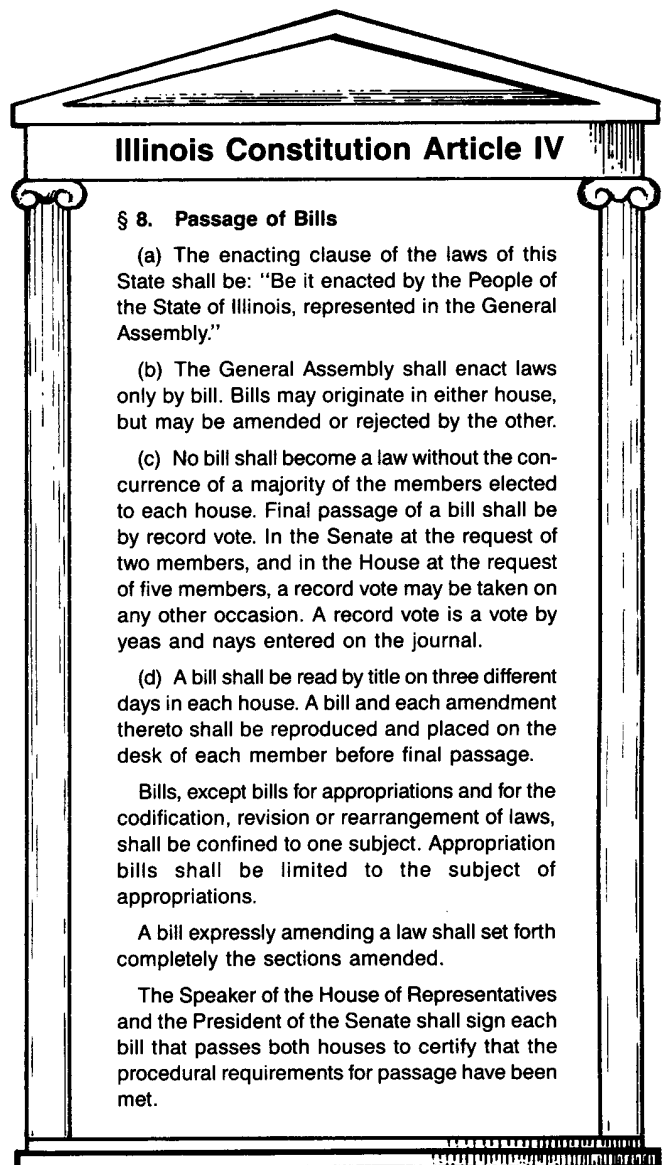 Illinois Constitution Article IV
§ 8. Passage of Bills
(a) The enacting clause of the laws of this
State shall be: "Be it enacted by the People of
the State of Illinois, represented in the General
Assembly."
(b) The General Assembly shall enact laws
only by bill. Bills may originate in either house,
but may be amended or rejected by the other.
(c) No bill shall become a law without the con-
currence of a majority of the members elected
to each house. Final passage of a bill shall be
by record vote. In the Senate at the request of
two members, and in the House at the request
of five members, a record vote may be taken on
any other occasion. A record vote is a vote by
yeas and nays entered on the journal.
(d) A bill shall be read by title on three different
days in each house. A bill and each amendment
thereto shall be reproduced and placed on the
desk of each member before final passage.
Bills, except bills for appropriations and for the
codification, revision or rearrangement of laws,
shall be confined to one subject. Appropriation
bills shall be limited to the subject of
appropriations.
A bill expressly amending a law shall set forth
completely the sections amended.
The Speaker of the House of Representatives
and the President of the Senate shall sign each
bill that passes both houses to certify that the
procedural requirements for passage have been
met.